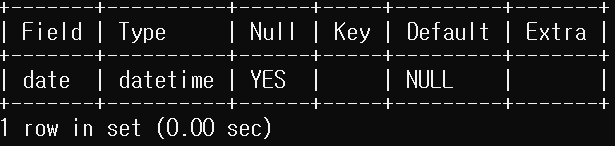 +-------+----------+------+-----+---------+-------+
| Field | Type     | Null | Key | Default | Extra |
+-------+----------+------+-----+---------+-------+
| date  | datetime | YES  |     | NULL    |       |
+-------+----------+------+-----+---------+-------+
1 row in set (0.00 sec)